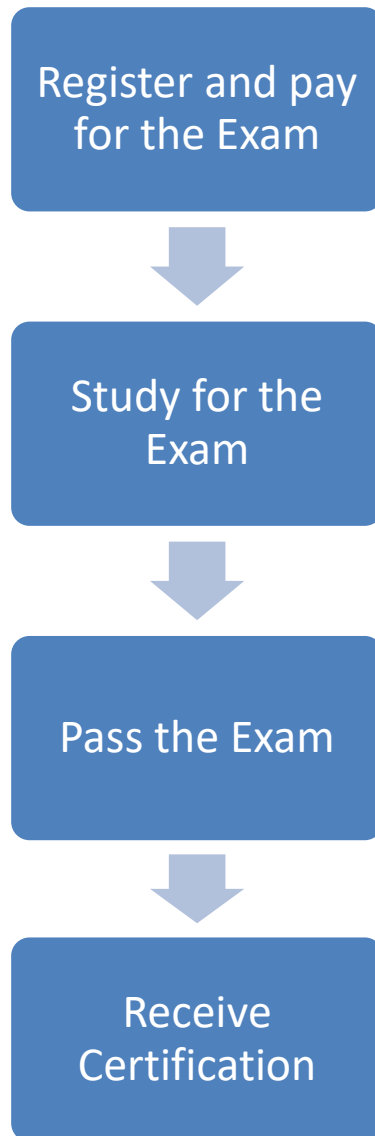 Register and pay
for the Exam
Study for the
Exam
Pass the Exam
Receive
Certification